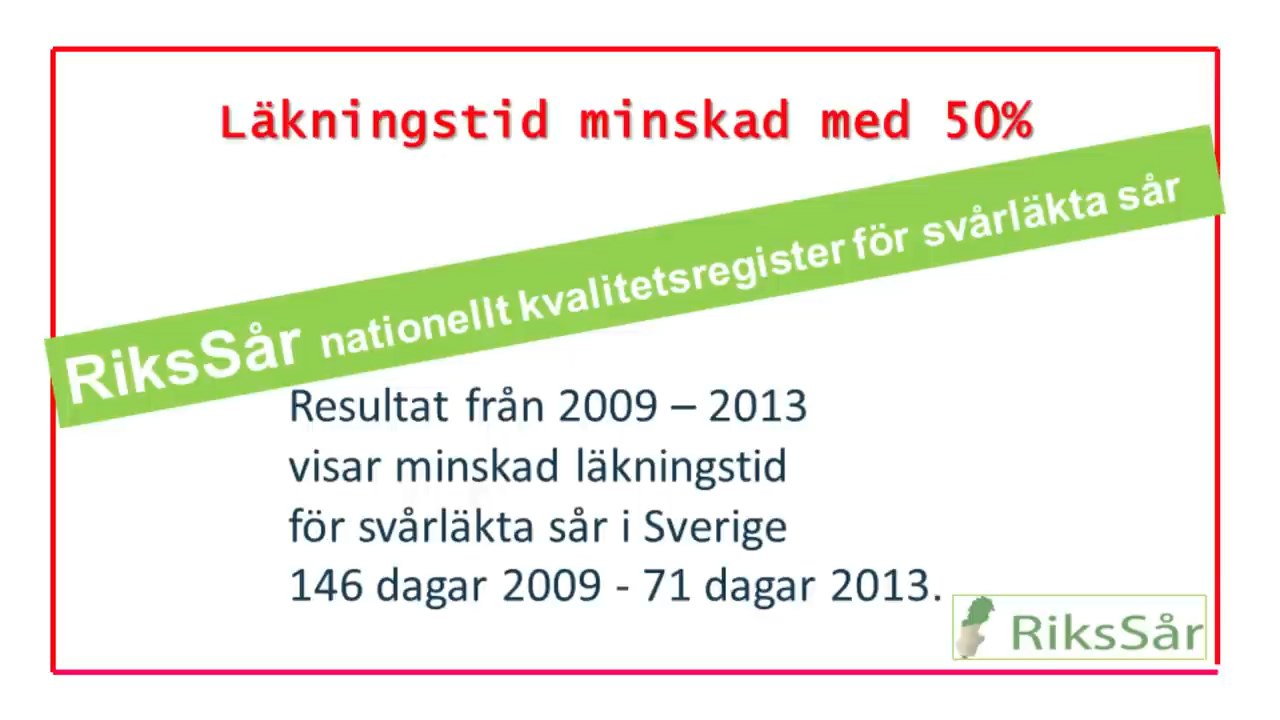 Läkningstid minskad med 50%
RiksSår nationellt kvalitetsregister för svårläkta sår
Resultat från 2009 – 2013
visar minskad läkningstid
för svårläkta sår i Sverige
146 dagar 2009 - 71 dagar 2013.
RiksSår